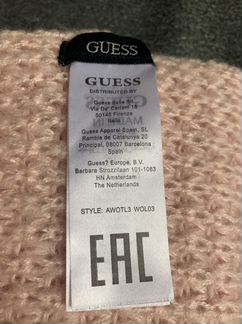 GUESS
GUESS
DISTRIBUTED BY
Guess Italia Srl.
Via De' Cattani 18
50145 Firenze
Italia
Guess Apparel Spain, SL
Rambla de Catalunya 20
Principal, 08007 Barcelona
Spain
Guess? Europe, B.V.
Barbara Strozzilaan 101-1083
HN Amsterdam
The Netherlands
STYLE: AWOTL3 WOL03
EAC